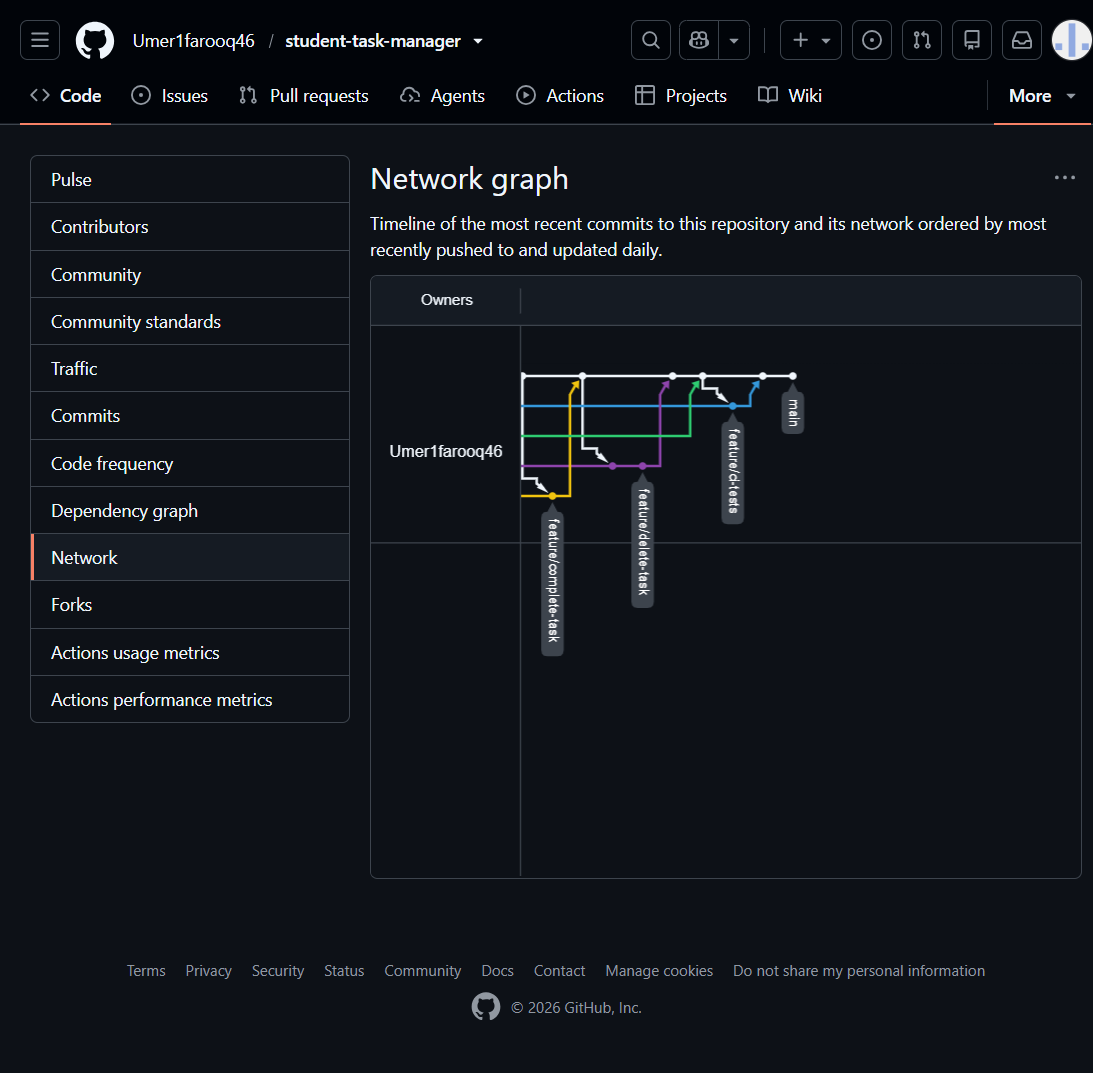 Umer1farooq46 / student-task-manager
Code Issues Pull requests Agents Actions Projects Wiki More
Pulse
Contributors
Community
Community standards
Traffic
Commits
Code frequency
Dependency graph
Network
Forks
Actions usage metrics
Actions performance metrics
Network graph
Timeline of the most recent commits to this repository and its network ordered by most
recently pushed to and updated daily.
Owners
Umer1farooq46
feature/complete-task
feature/delete-task
feature/ci-tests
main
Terms Privacy Security Status Community Docs Contact Manage cookies Do not share my personal information
© 2026 GitHub, Inc.